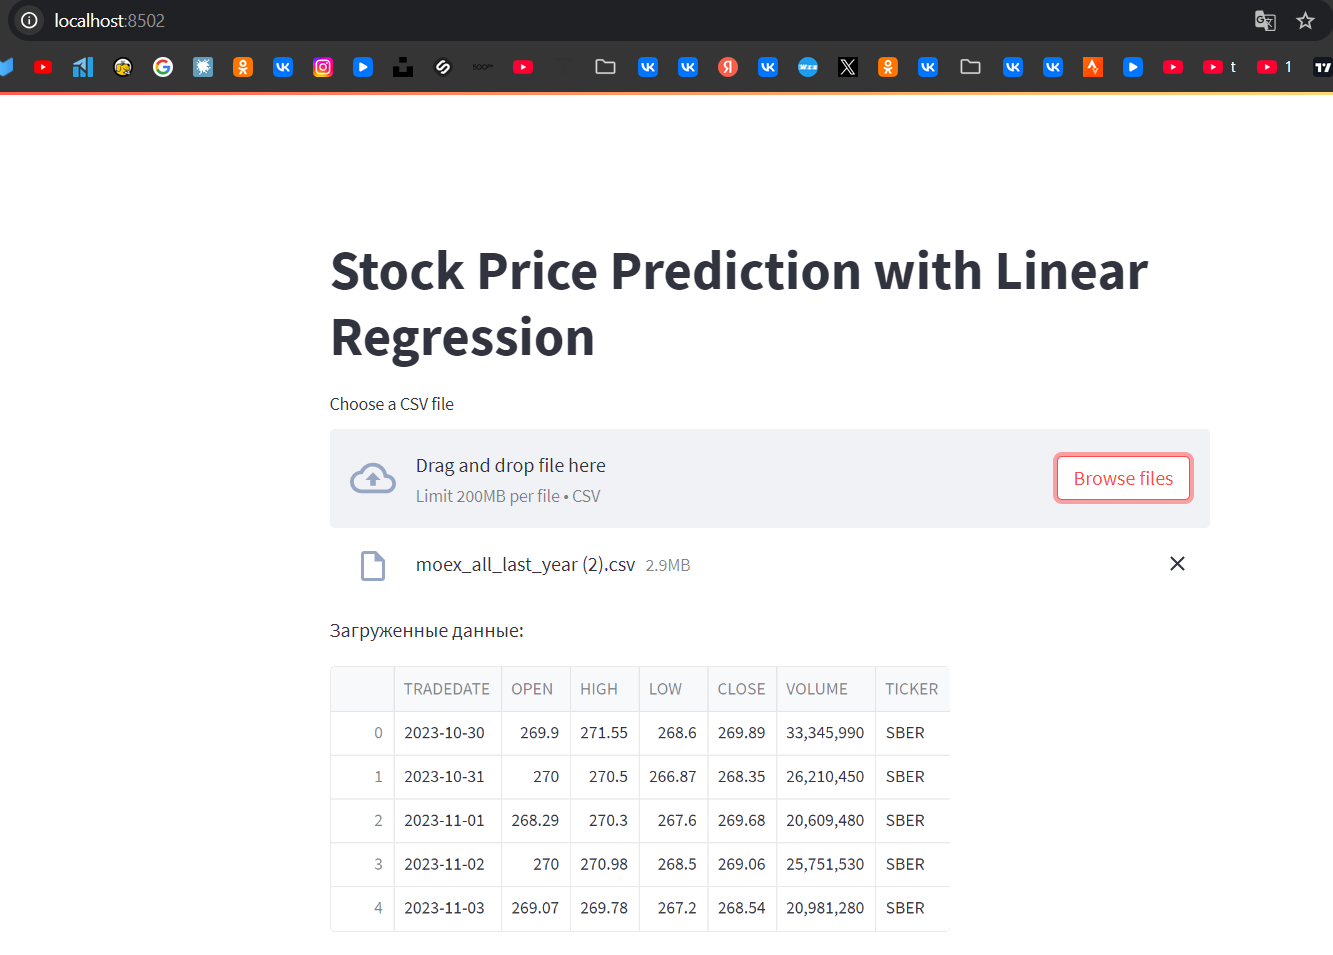 localhost:8502
t
1
Stock Price Prediction with Linear
Regression
Choose a CSV file
Drag and drop file here
Limit 200MB per file • CSV
Browse files
moex_all_last_year (2).csv 2.9MB
Загруженные данные:
TRADEDATE OPEN HIGH LOW CLOSE VOLUME TICKER
0 2023-10-30 269.9 271.55 268.6 269.89 33,345,990 SBER
1 2023-10-31 270 270.5 266.87 268.35 26,210,450 SBER
2 2023-11-01 268.29 270.3 267.6 269.68 20,609,480 SBER
3 2023-11-02 270 270.98 268.5 269.06 25,751,530 SBER
4 2023-11-03 269.07 269.78 267.2 268.54 20,981,280 SBER